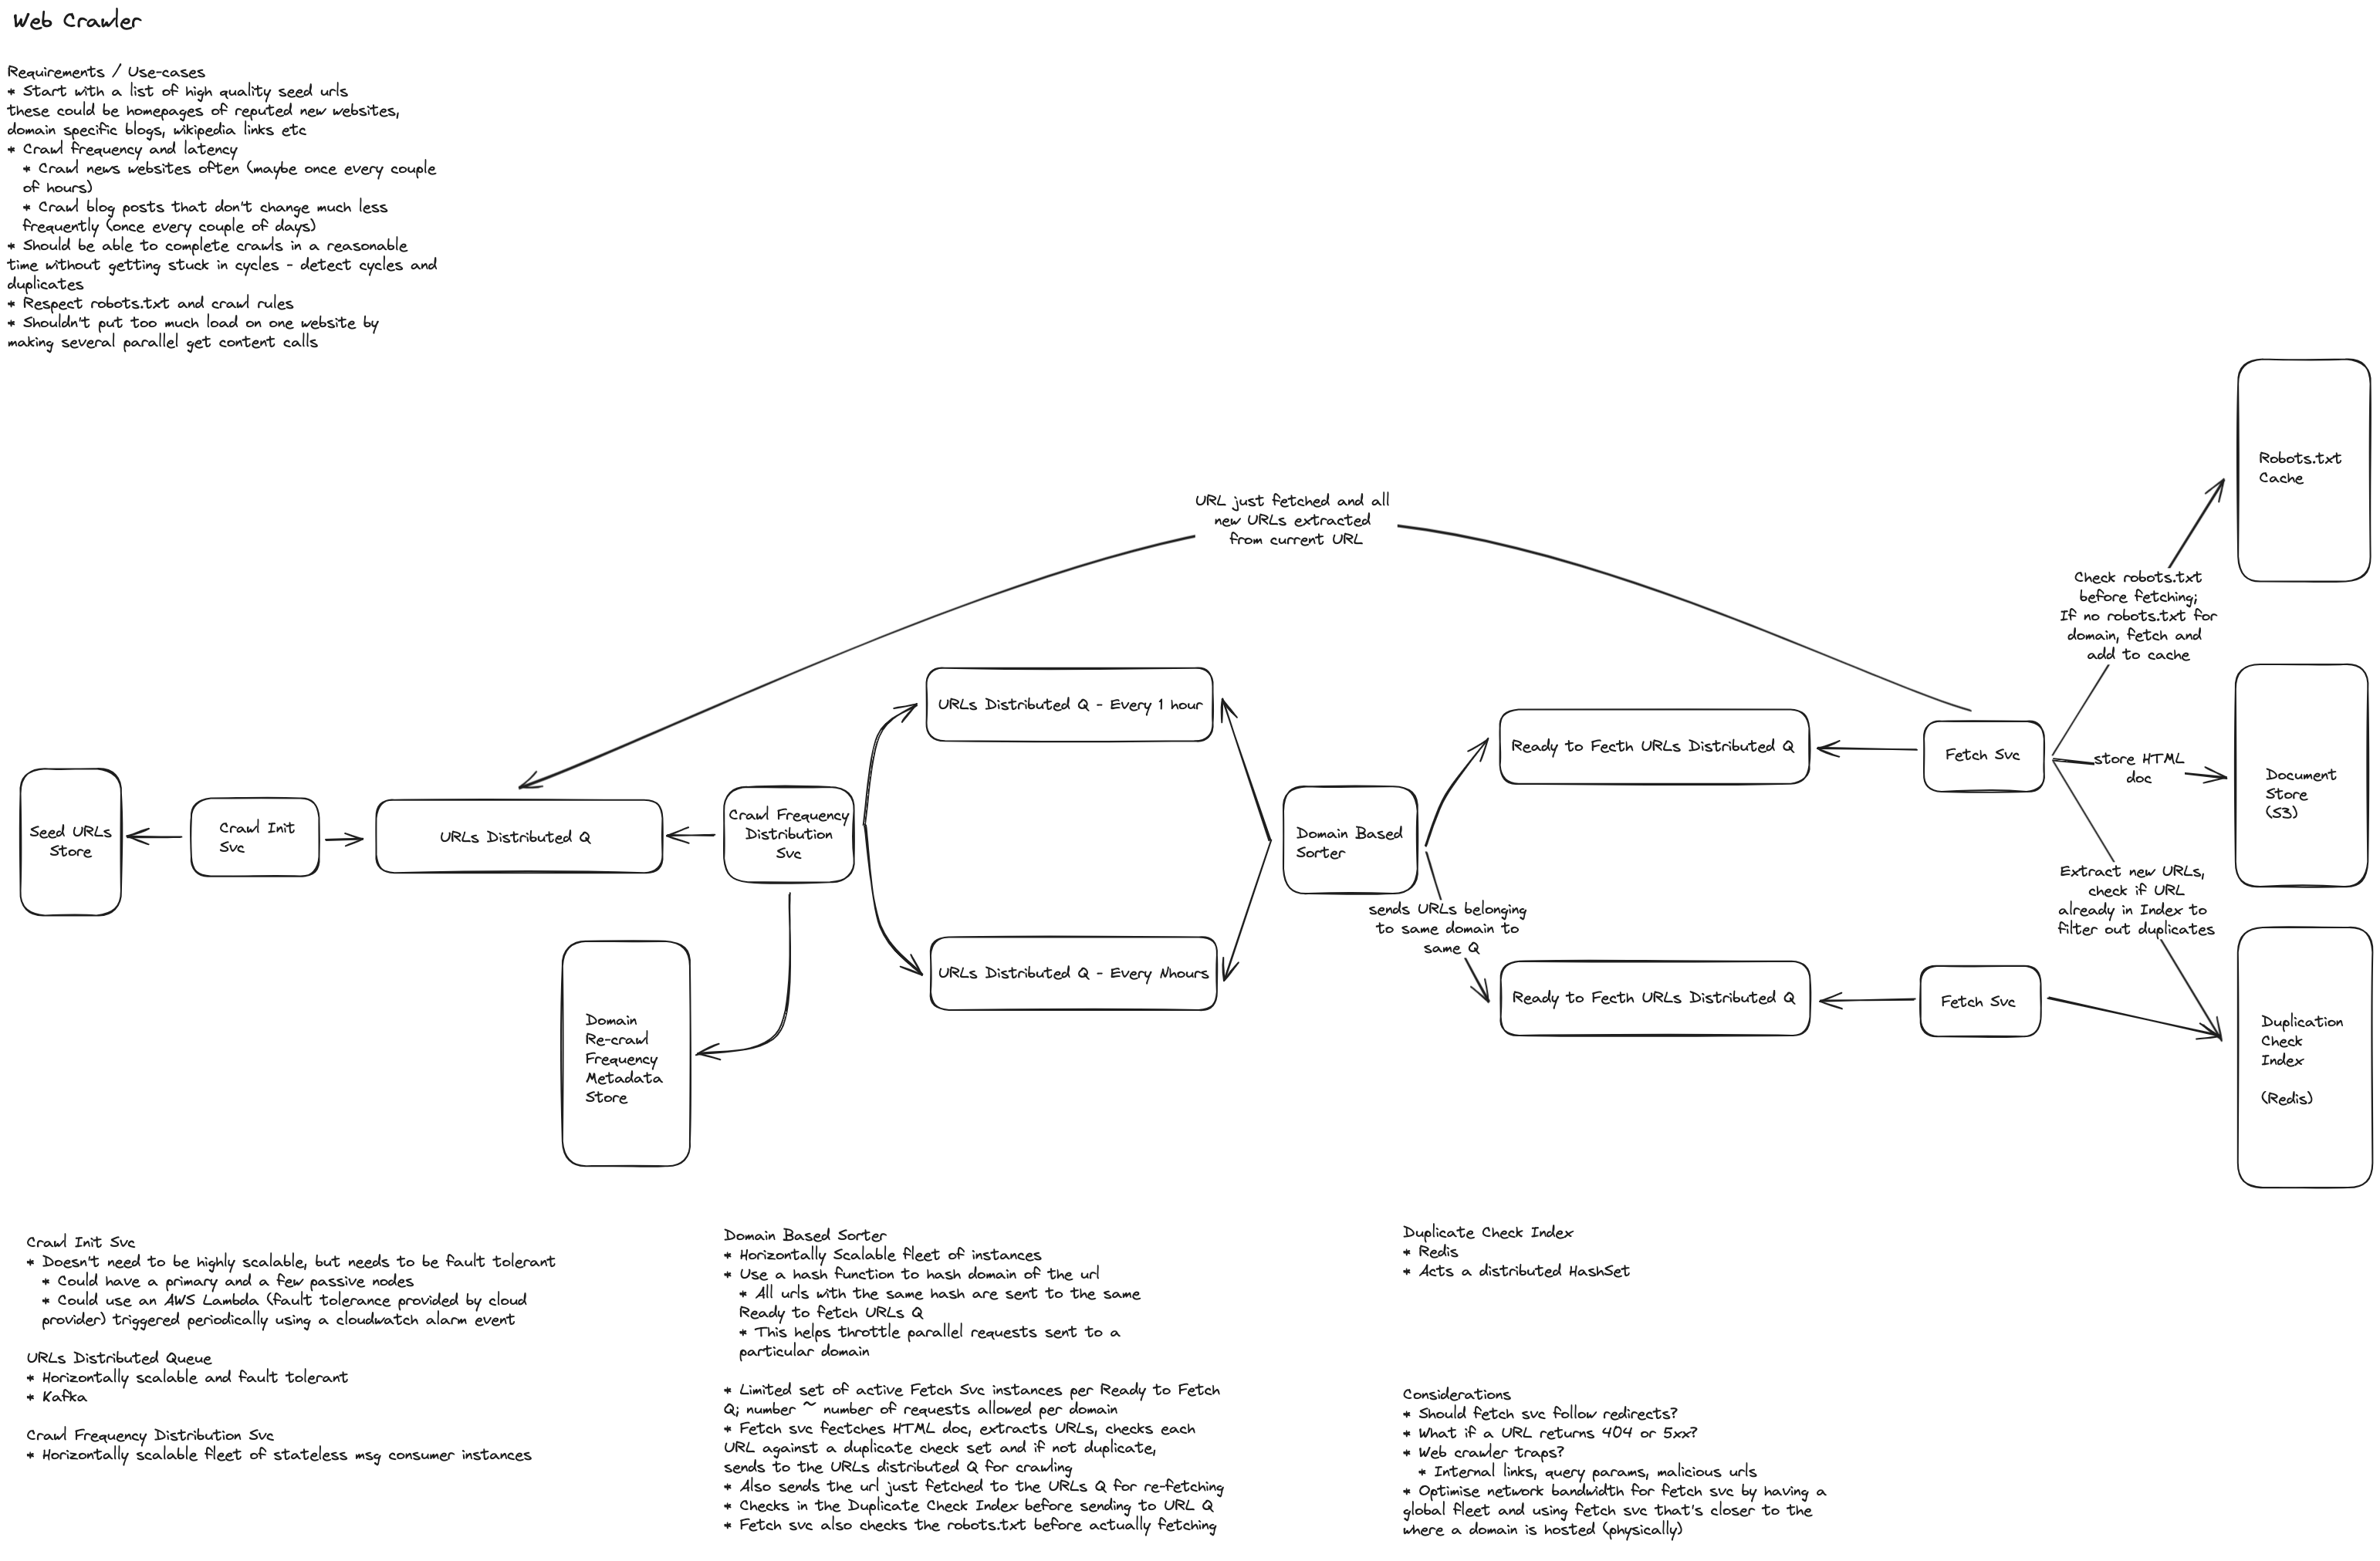 Web Crawler
Requirements / Use-cases
* Start with a list of high quality seed urls
these could be homepages of reputed new websites,
domain specific blogs, wikipedia links etc
* Crawl frequency and latency
* Crawl news websites often (maybe once every couple
of hours)
* Crawl blog posts that don't change much less
frequently (once every couple of days)
* Should be able to complete crawls in a reasonable
time without getting stuck in cycles - detect cycles and
duplicates
* Respect robots.txt and crawl rules
* Shouldn't put too much load on one website by
making several parallel get content calls
Seed URLs
Store
Crawl Init
Svc
URLs Distributed Q
Crawl Frequency
Distribution
Svc
Domain
Re-crawl
Frequency
Metadata
Store
URL just fetched and all
new URLs extracted
from current URL
URLs Distributed Q - Every 1 hour
URLs Distributed Q - Every Nhours
Domain Based
Sorter
sends URLs belonging
to same domain to
same Q
Ready to Fecth URLs Distributed Q
Ready to Fecth URLs Distributed Q
Fetch Svc
Fetch Svc
Check robots.txt
before fetching;
If no robots.txt for
domain, fetch and
add to cache
store HTML
doc
Extract new URLs,
check if URL
already in Index to
filter out duplicates
Robots.txt
Cache
Document
Store
(S3)
Duplication
Check
Index
(Redis)
Crawl Init Svc
* Doesn't need to be highly scalable, but needs to be fault tolerant
* Could have a primary and a few passive nodes
* Could use an AWS Lambda (fault tolerance provided by cloud
provider) triggered periodically using a cloudwatch alarm event
URLs Distributed Queue
* Horizontally scalable and fault tolerant
* Kafka
Crawl Frequency Distribution Svc
* Horizontally scalable fleet of stateless msg consumer instances
Domain Based Sorter
* Horizontally Scalable fleet of instances
* Use a hash function to hash domain of the url
* All urls with the same hash are sent to the same
Ready to fetch URLs Q
* This helps throttle parallel requests sent to a
particular domain
* Limited set of active Fetch Svc instances per Ready to Fetch
Q; number ~ number of requests allowed per domain
* Fetch svc fectches HTML doc, extracts URLs, checks each
URL against a duplicate check set and if not duplicate,
sends to the URLs distributed Q for crawling
* Also sends the url just fetched to the URLs Q for re-fetching
* Checks in the Duplicate Check Index before sending to URL Q
* Fetch svc also checks the robots.txt before actually fetching
Duplicate Check Index
* Redis
* Acts a distributed HashSet
Considerations
* Should fetch svc follow redirects?
* What if a URL returns 404 or 5xx?
* Web crawler traps?
* Internal links, query params, malicious urls
* Optimise network bandwidth for fetch svc by having a
global fleet and using fetch svc that's closer to the
where a domain is hosted (physically)